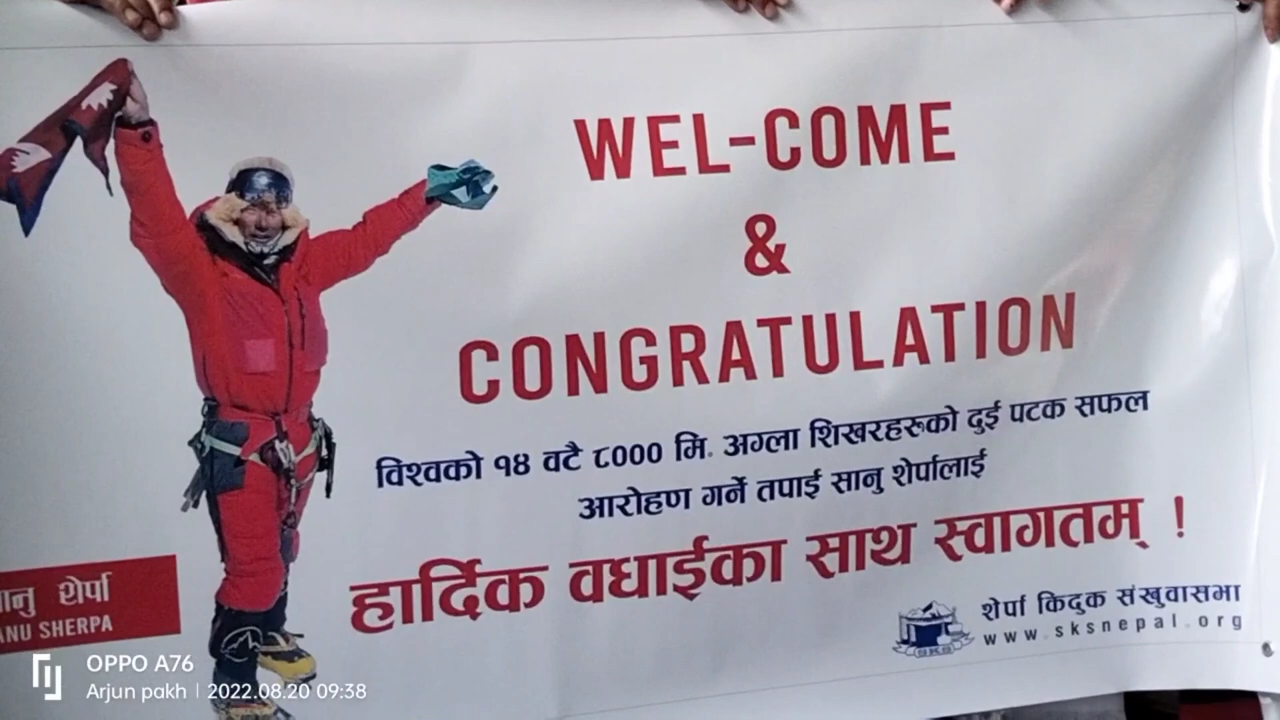 WEL-COME
&
CONGRATULATION
विश्वको १४ वटै ८००० मि. अग्ला शिखरहरुको दुई पटक सफल
आरोहण गर्ने तपाई सानु शेर्पालाई
हार्दिक वधाईका साथ स्वागतम् !
शेर्पा किदुक संखुवासभा
www.sksnepal.org
ानु शेर्पा
ANU SHERPA
OPPO A76
Arjun pakh | 2022.08.20 09:38